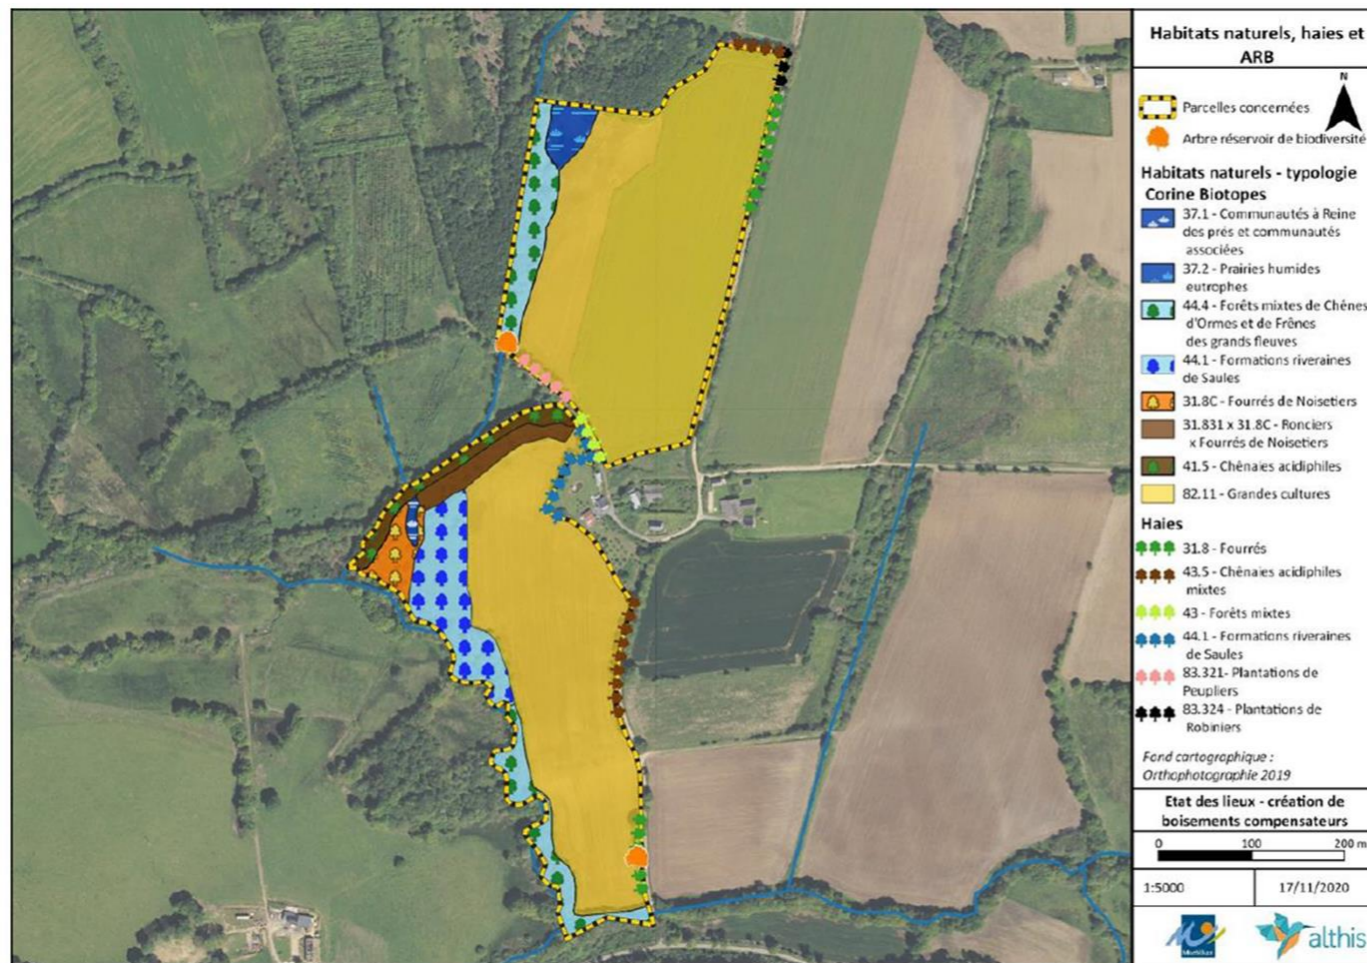 Habitats naturels, haies et
ARB
N
Parcelles concernées
Arbre réservoir de biodiversité
Habitats naturels - typologie
Corine Biotopes
37.1 - Communautés à Reine
des prés et communautés
associées
37.2 - Prairies humides
eutrophes
44.4 - Forêts mixtes de Chênes
d'Ormes et de Frênes
des grands fleuves
44.1 - Formations riveraines
de Saules
31.8C - Fourrés de Noisetiers
31.831 x 31.8C - Ronciers
x Fourrés de Noisetiers
41.5 - Chênaies acidiphiles
82.11 - Grandes cultures
Haies
31.8 - Fourrés
43.5 - Chênaies acidiphiles
mixtes
43 - Forêts mixtes
44.1 - Formations riveraines
de Saules
83.321- Plantations de
Peupliers
83.324 - Plantations de
Robiniers
Fond cartographique :
Orthophotographie 2019
Etat des lieux - création de
boisements compensateurs
0 100 200 m
1:5000 17/11/2020
althis